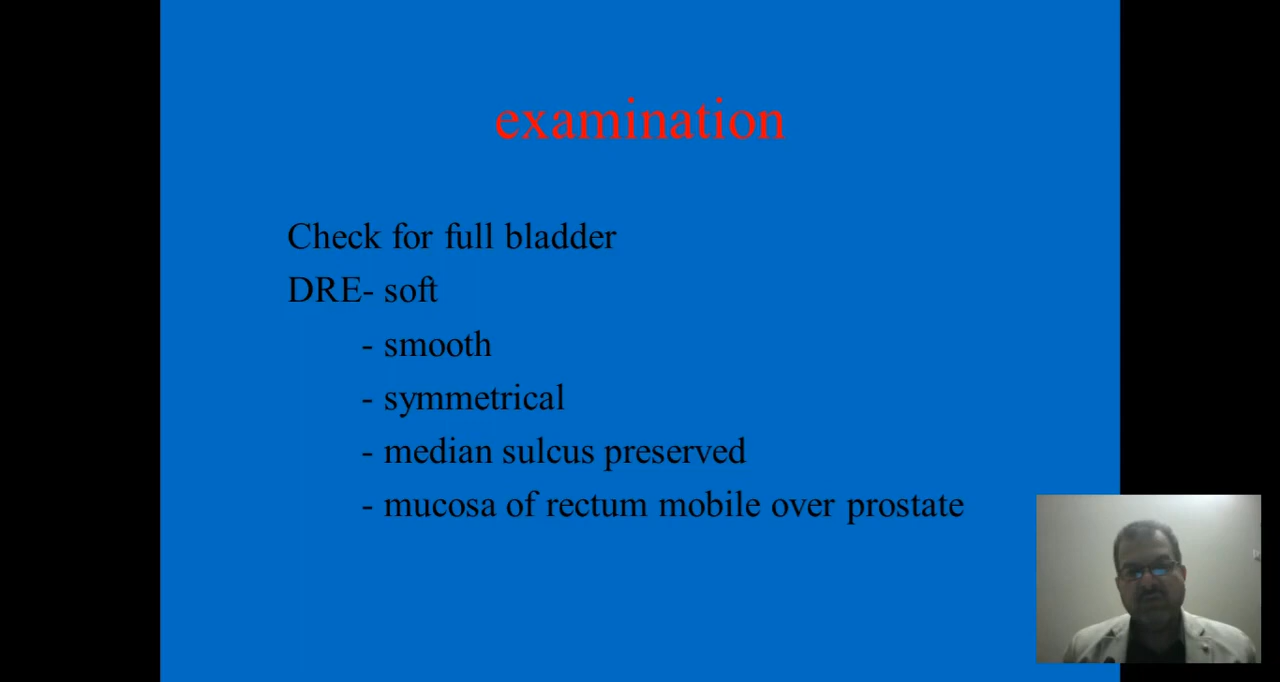 examination
Check for full bladder
DRE- soft
- smooth
- symmetrical
- median sulcus preserved
- mucosa of rectum mobile over prostate